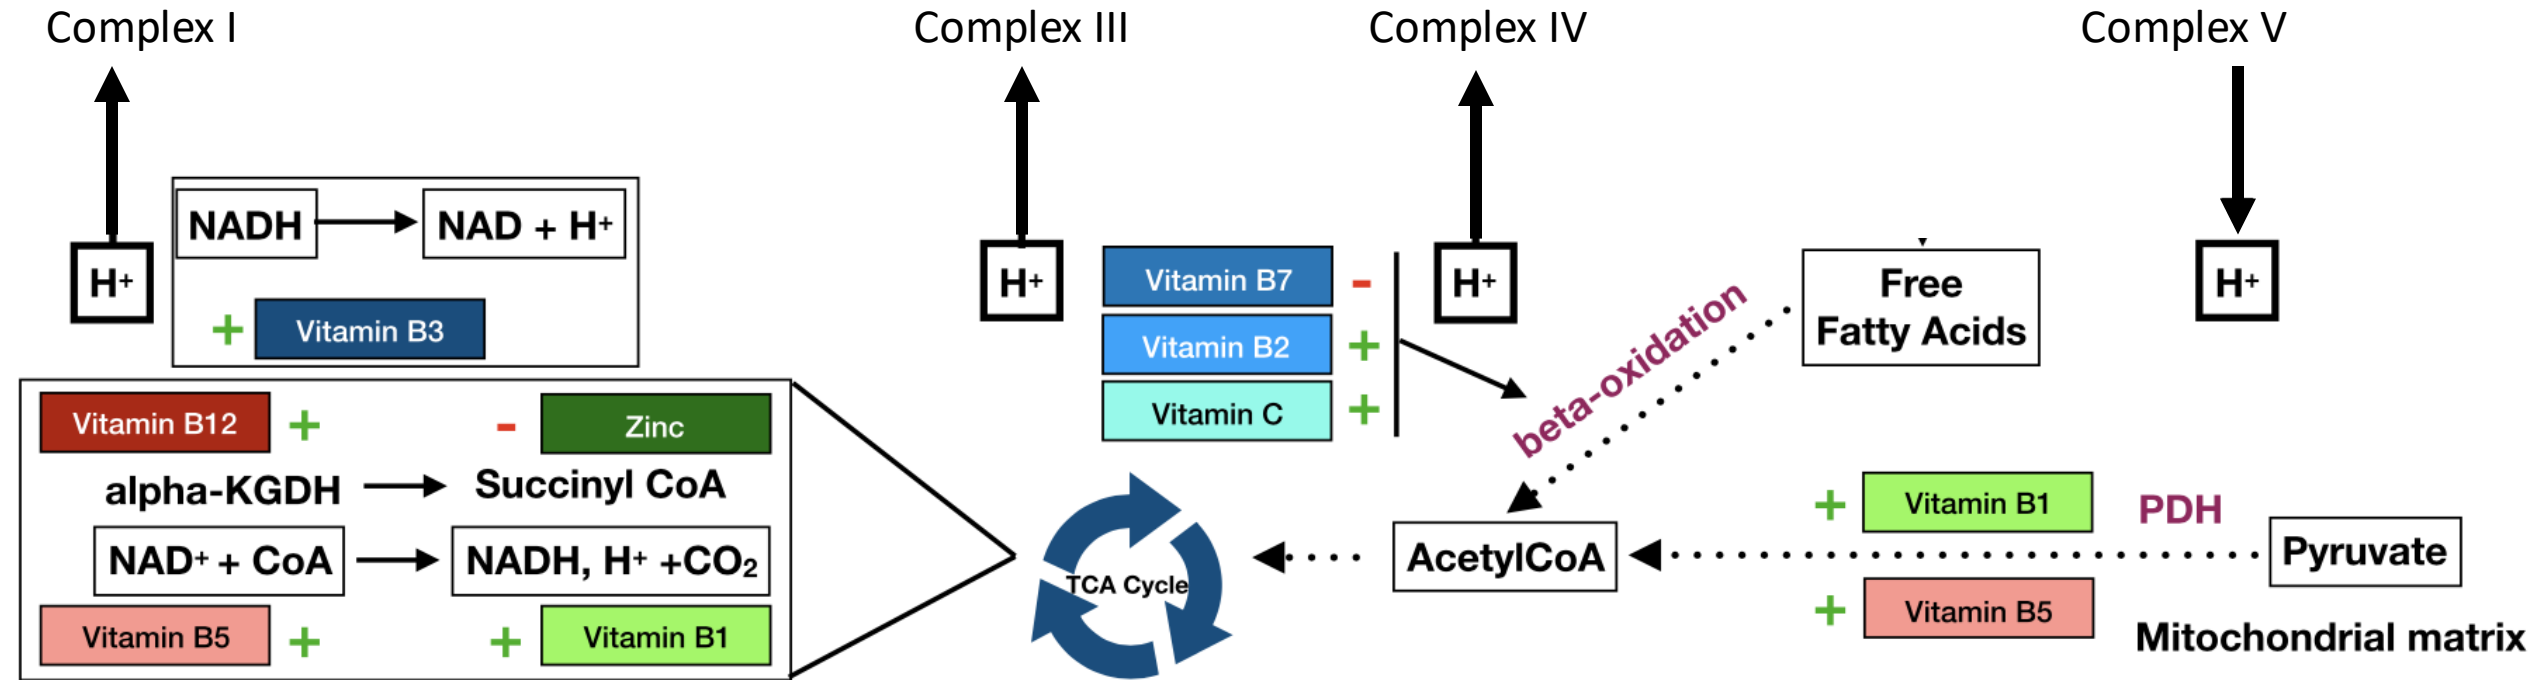 Complex I
Complex III
Complex IV
Complex V
NADH
NAD + H+
H+
+
Vitamin B3
H+
Vitamin B7
-
Vitamin B2
+
Vitamin C
+
H+
beta-oxidation
Free
Fatty Acids
H+
Vitamin B12
+
-
Zinc
alpha-KGDH
Succinyl CoA
NAD+ + CoA
NADH, H+ +CO2
Vitamin B5
+
+
Vitamin B1
TCA Cycle
AcetylCoA
+
Vitamin B1
PDH
Pyruvate
+
Vitamin B5
Mitochondrial matrix